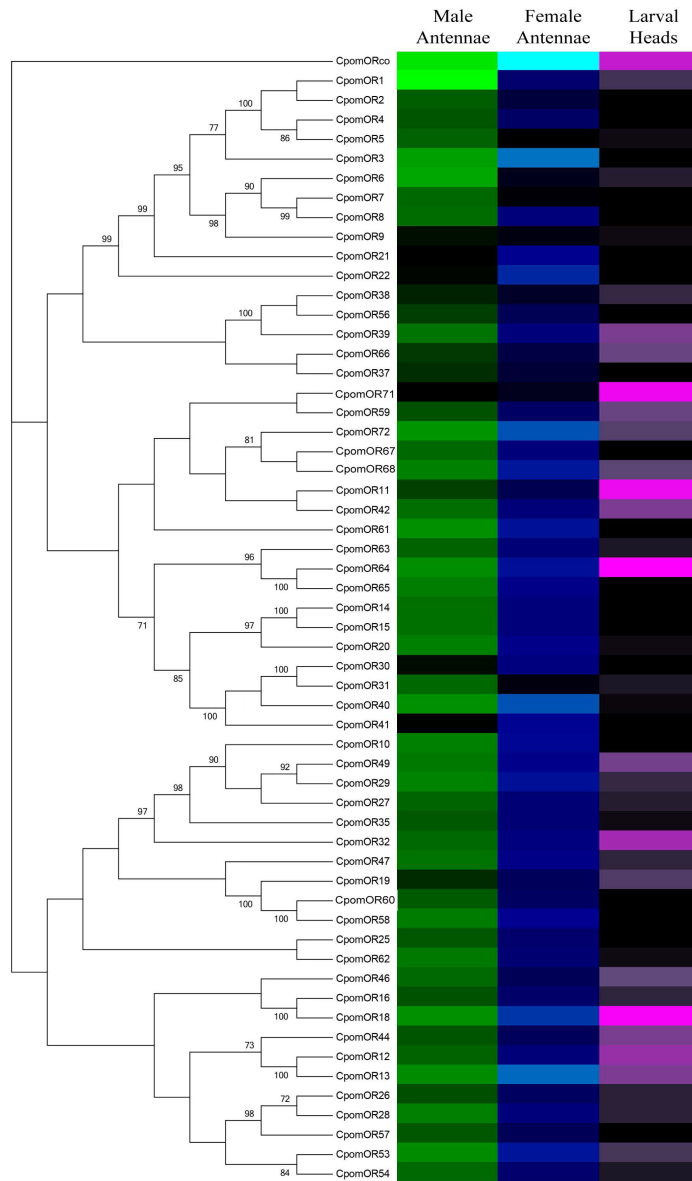 Male Antennae
Female Antennae
Larval Heads
CpomORco
CpomOR1
100
CpomOR2
CpomOR4
77
86
CpomOR5
CpomOR3
95
CpomOR6
90
CpomOR7
99
99
CpomOR8
98
CpomOR9
99
CpomOR21
CpomOR22
CpomOR38
100
CpomOR56
CpomOR39
CpomOR66
CpomOR37
CpomOR71
CpomOR59
CpomOR72
81
CpomOR67
CpomOR68
CpomOR11
CpomOR42
CpomOR61
CpomOR63
96
CpomOR64
100
CpomOR65
CpomOR14
100
CpomOR15
71
97
CpomOR20
CpomOR30
100
85
CpomOR31
CpomOR40
100
CpomOR41
CpomOR10
90
CpomOR49
92
CpomOR29
98
CpomOR27
97
CpomOR35
CpomOR32
CpomOR47
CpomOR19
100
CpomOR60
100
CpomOR58
CpomOR25
CpomOR62
CpomOR46
CpomOR16
100
CpomOR18
CpomOR44
73
CpomOR12
100
CpomOR13
CpomOR26
72
CpomOR28
98
CpomOR57
CpomOR53
84
CpomOR54